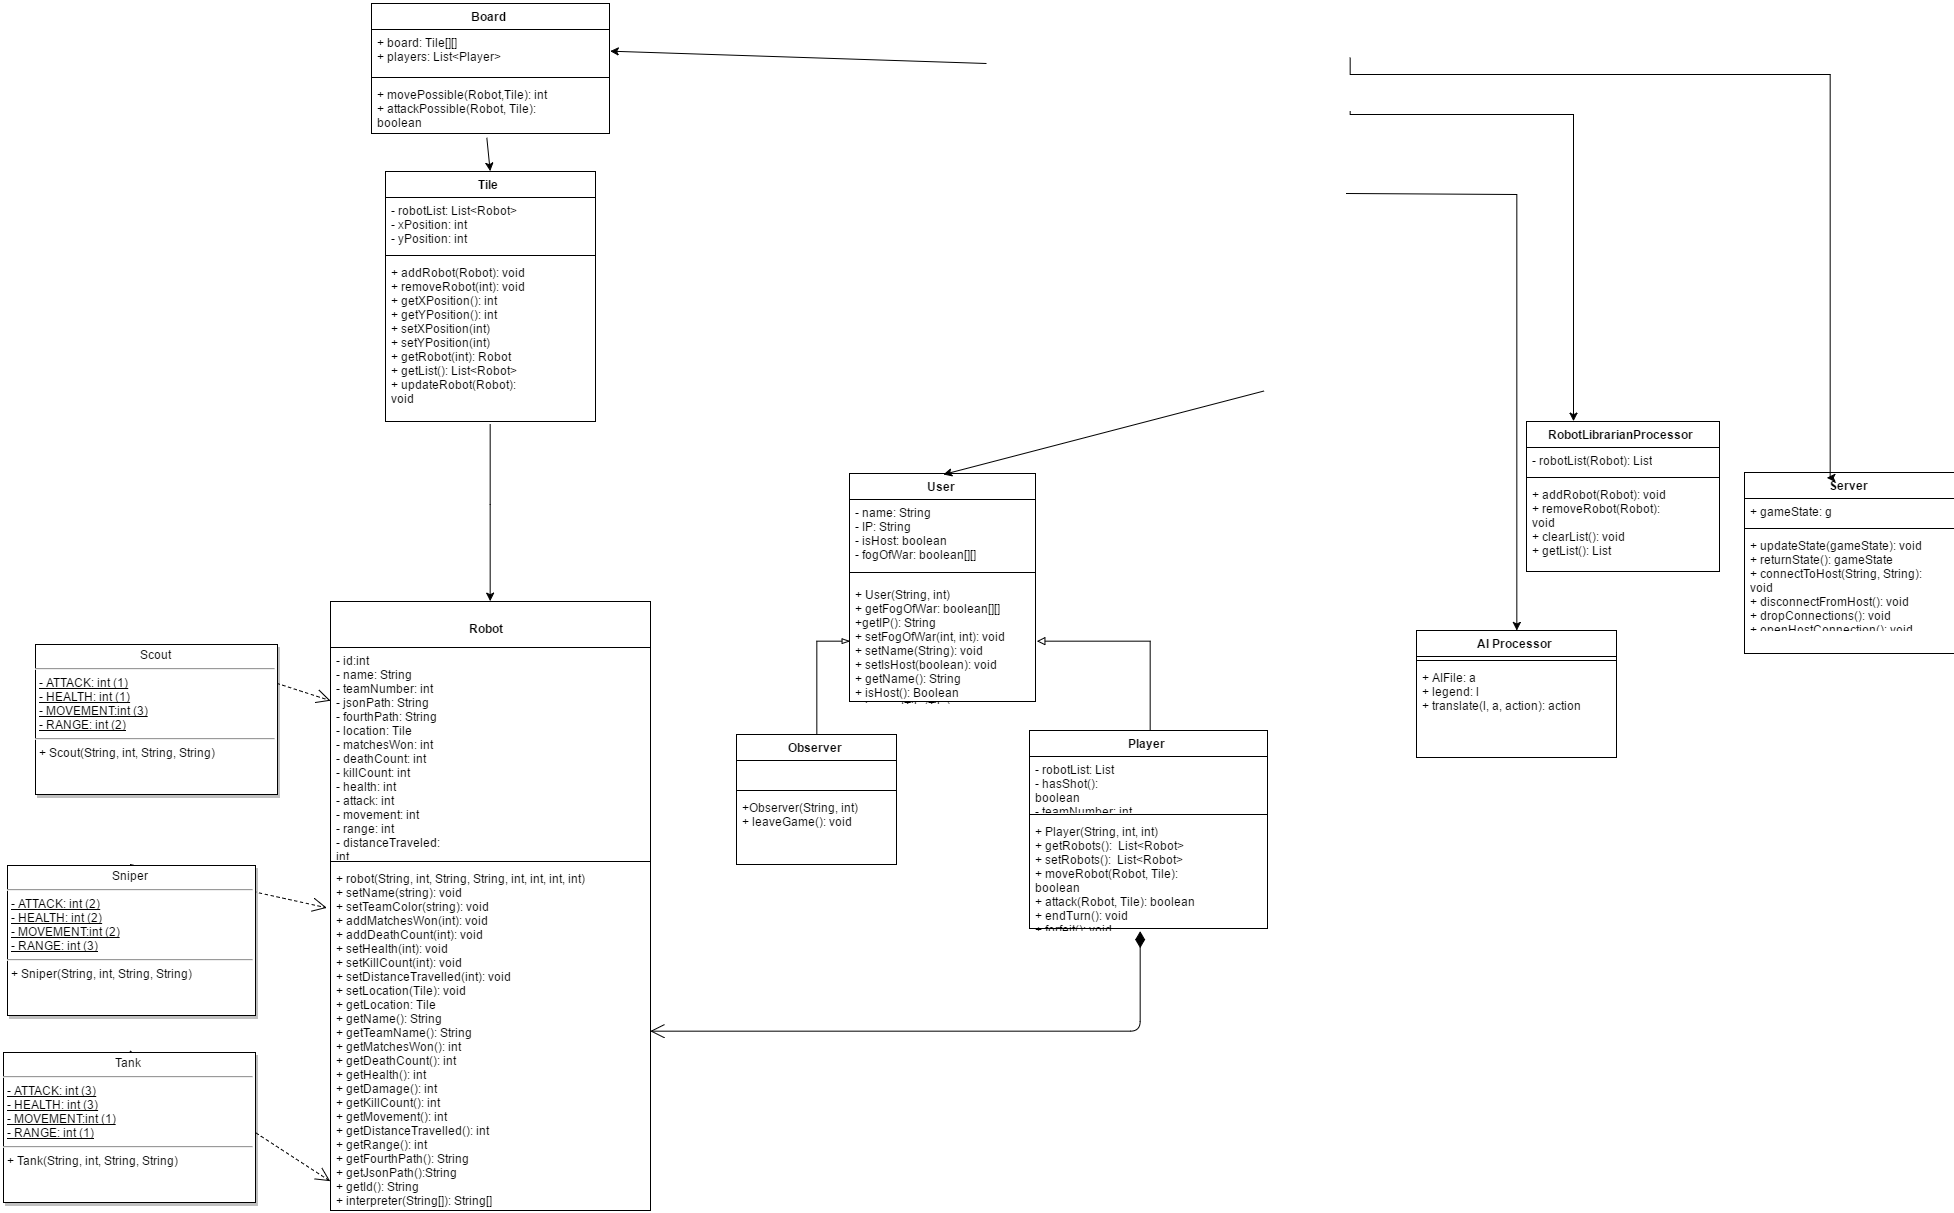 Board
+ board: Tile[][]
+ players: List<Player>
+ movePossible(Robot,Tile): int
+ attackPossible(Robot, Tile):
boolean
Tile
- robotList: List<Robot>
- xPosition: int
- yPosition: int
+ addRobot(Robot): void
+ removeRobot(int): void
+ getXPosition(): int
+ getYPosition(): int
+ setXPosition(int)
+ setYPosition(int)
+ getRobot(int): Robot
+ getList(): List<Robot>
+ updateRobot(Robot):
void
Scout
- ATTACK: int (1)
- HEALTH: int (1)
- MOVEMENT:int (3)
- RANGE: int (2)
+ Scout(String, int, String, String)
Sniper
- ATTACK: int (2)
- HEALTH: int (2)
- MOVEMENT:int (2)
- RANGE: int (3)
+ Sniper(String, int, String, String)
Tank
- ATTACK: int (3)
- HEALTH: int (3)
- MOVEMENT:int (1)
- RANGE: int (1)
+ Tank(String, int, String, String)
Robot
- id:int
- name: String
- teamNumber: int
- jsonPath: String
- fourthPath: String
- location: Tile
- matchesWon: int
- deathCount: int
- killCount: int
- health: int
- attack: int
- movement: int
- range: int
- distanceTraveled:
int
+ robot(String, int, String, String, int, int, int, int)
+ setName(string): void
+ setTeamColor(string): void
+ addMatchesWon(int): void
+ addDeathCount(int): void
+ setHealth(int): void
+ setKillCount(int): void
+ setDistanceTravelled(int): void
+ setLocation(Tile): void
+ getLocation: Tile
+ getName(): String
+ getTeamName(): String
+ getMatchesWon(): int
+ getDeathCount(): int
+ getHealth(): int
+ getDamage(): int
+ getKillCount(): int
+ getMovement(): int
+ getDistanceTravelled(): int
+ getRange(): int
+ getFourthPath(): String
+ getJsonPath():String
+ getId(): String
+ interpreter(String[]): String[]
User
- name: String
- IP: String
- isHost: boolean
- fogOfWar: boolean[][]
+ User(String, int)
+ getFogOfWar: boolean[][]
+getIP(): String
+ setFogOfWar(int, int): void
+ setName(String): void
+ setIsHost(boolean): void
+ getName(): String
+ isHost(): Boolean
Observer
+Observer(String, int)
+ leaveGame(): void
Player
- robotList: List
- hasShot():
boolean
- teamNumber: int
+ Player(String, int, int)
+ getRobots(): List<Robot>
+ setRobots(): List<Robot>
+ moveRobot(Robot, Tile):
boolean
+ attack(Robot, Tile): boolean
+ endTurn(): void
+ forfeit(): void
RobotLibrarianProcessor
- robotList(Robot): List
+ addRobot(Robot): void
+ removeRobot(Robot):
void
+ clearList(): void
+ getList(): List
AI Processor
+ AIFile: a
+ legend: l
+ translate(l, a, action): action
Server
+ gameState: g
+ updateState(gameState): void
+ returnState(): gameState
+ connectToHost(String, String):
void
+ disconnectFromHost(): void
+ dropConnections(): void
+ openHostConnection(): void